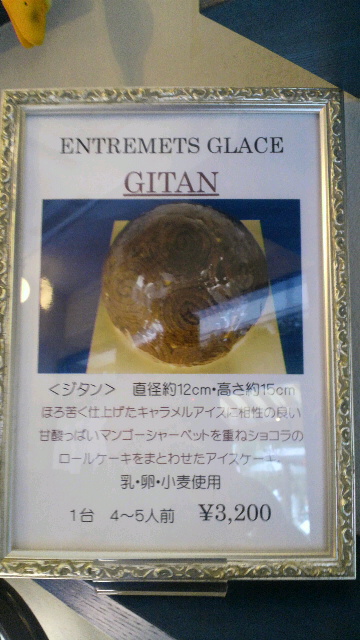 ENTREMETS GLACE
GITAN
＜ジタン＞ 直径約12cm・高さ約15cm
ほろ苦く仕上げたキャラメルアイスに相性の良い
甘酸っぱいマンゴーシャーベットを重ねショコラの
ロールケーキをまとわせたアイスケーキ
乳・卵・小麦使用
1台 4～5人前 ¥3,200